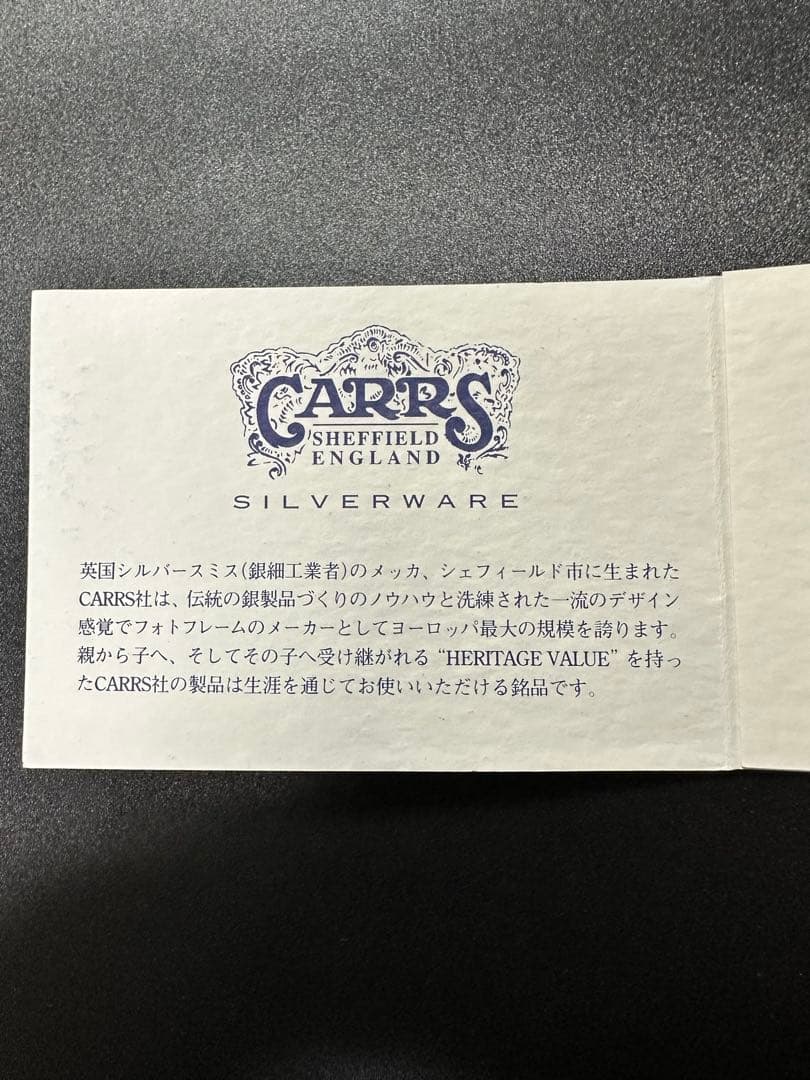 CARRS
SHEFFIELD
ENGLAND
SILVERWARE
英国シルバースミス(銀細工業者)のメッカ、シェフィールド市に生まれた
CARRS社は、伝統の銀製品づくりのノウハウと洗練された一流のデザイン
感覚でフォトフレームのメーカーとしてヨーロッパ最大の規模を誇ります。
親から子へ、そしてその子へ受け継がれる “HERITAGE VALUE” を持っ
たCARRS社の製品は生涯を通じてお使いいただける銘品です。